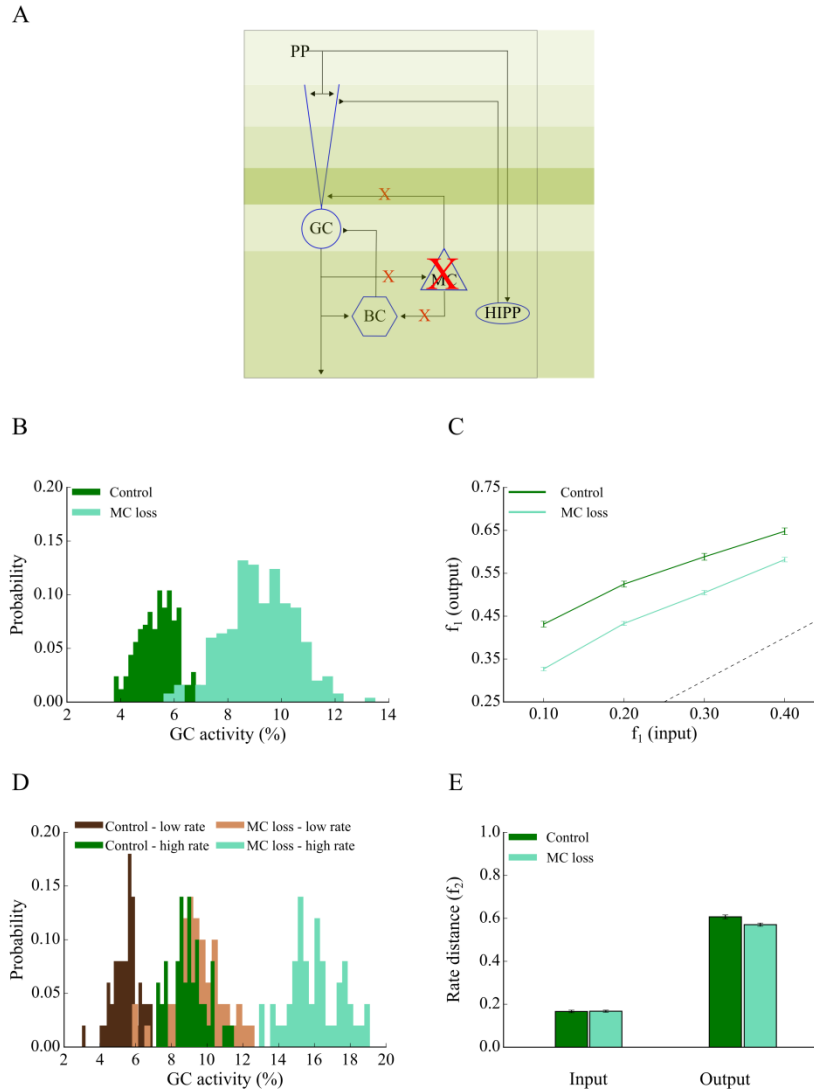 A
PP
X
GC
X
X
MC
BC
X
HIPP
B
Control
MC loss
0.20
0.15
0.10
0.05
0.00
Probability
2 4 6 8 10 12 14
GC activity (%)
C
Control
MC loss
0.75
0.65
0.55
0.45
0.35
0.25
f1 (output)
0.10 0.20 0.30 0.40
f1 (input)
D
Control - low rate MC loss - low rate
Control - high rate MC loss - high rate
0.20
0.15
0.10
0.05
0.00
Probability
2 4 6 8 10 12 14 16 18 20
GC activity (%)
E
Control
MC loss
1.0
0.8
0.6
0.4
0.2
0.0
Rate distance (f2)
Input Output